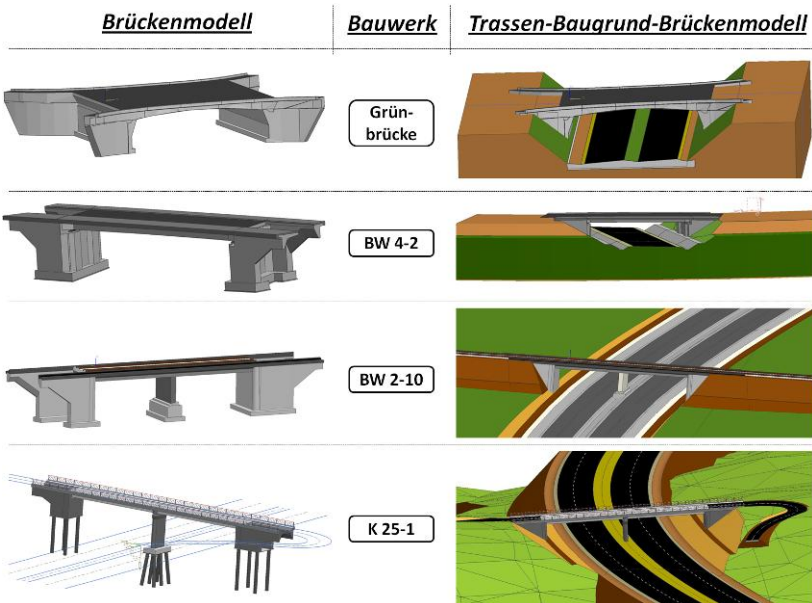 Brückenmodell
Bauwerk
Trassen-Baugrund-Brückenmodell
Grün-
brücke
BW 4-2
BW 2-10
K 25-1